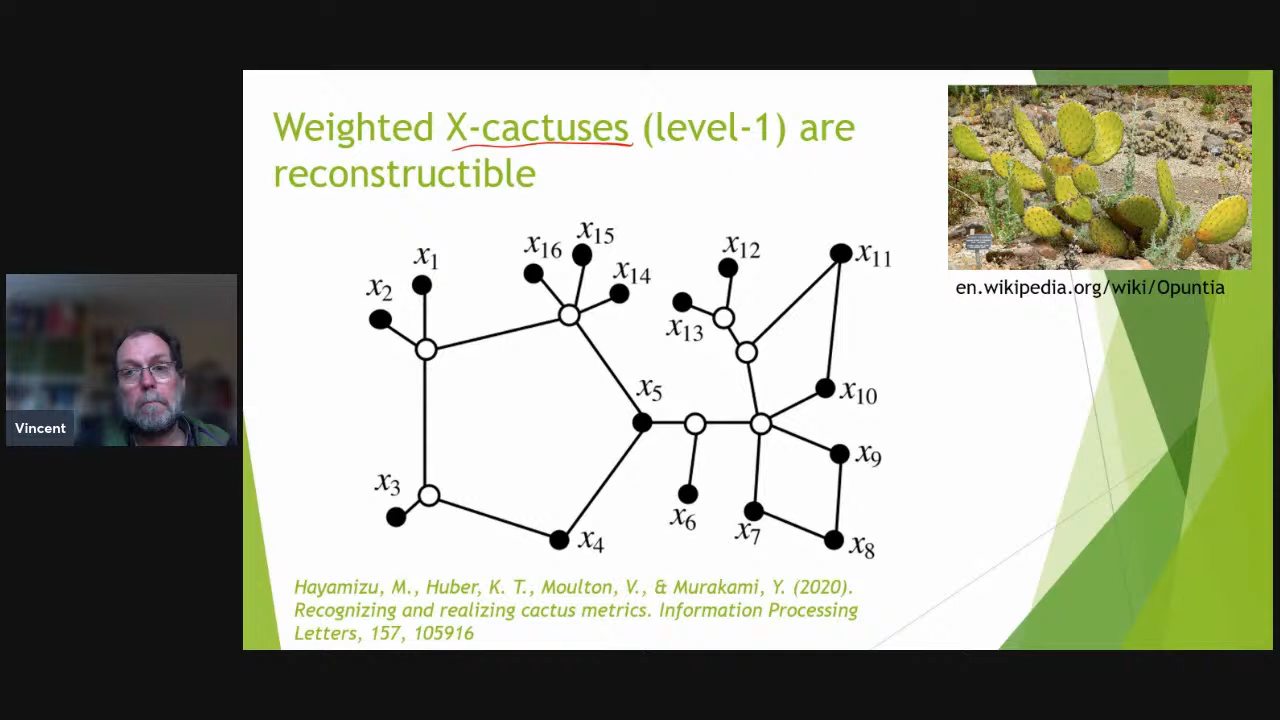 Weighted X-cactuses (level-1) are
reconstructible
en.wikipedia.org/wiki/Opuntia
x1
x2
x3
x4
x5
x6
x7
x8
x9
x10
x11
x12
x13
x14
x15
x16
Vincent
Hayamizu, M., Huber, K. T., Moulton, V., & Murakami, Y. (2020).
Recognizing and realizing cactus metrics. Information Processing
Letters, 157, 105916